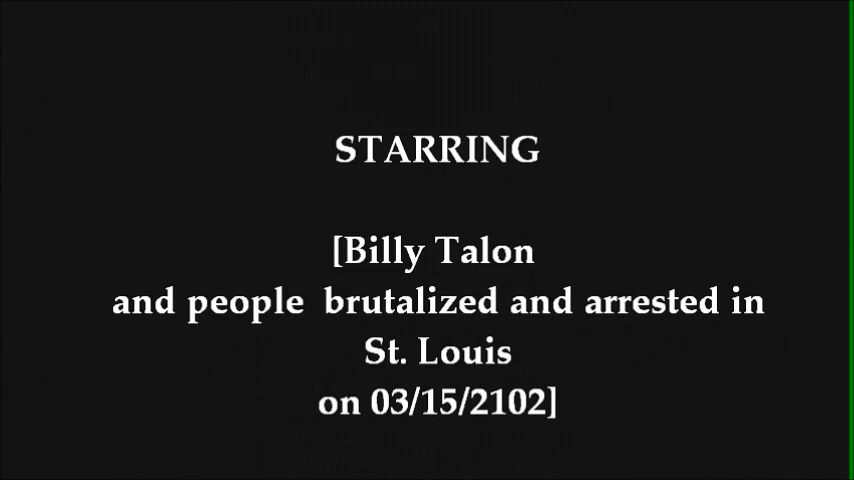 STARRING
[Billy Talon
and people brutalized and arrested in
St. Louis
on 03/15/2102]